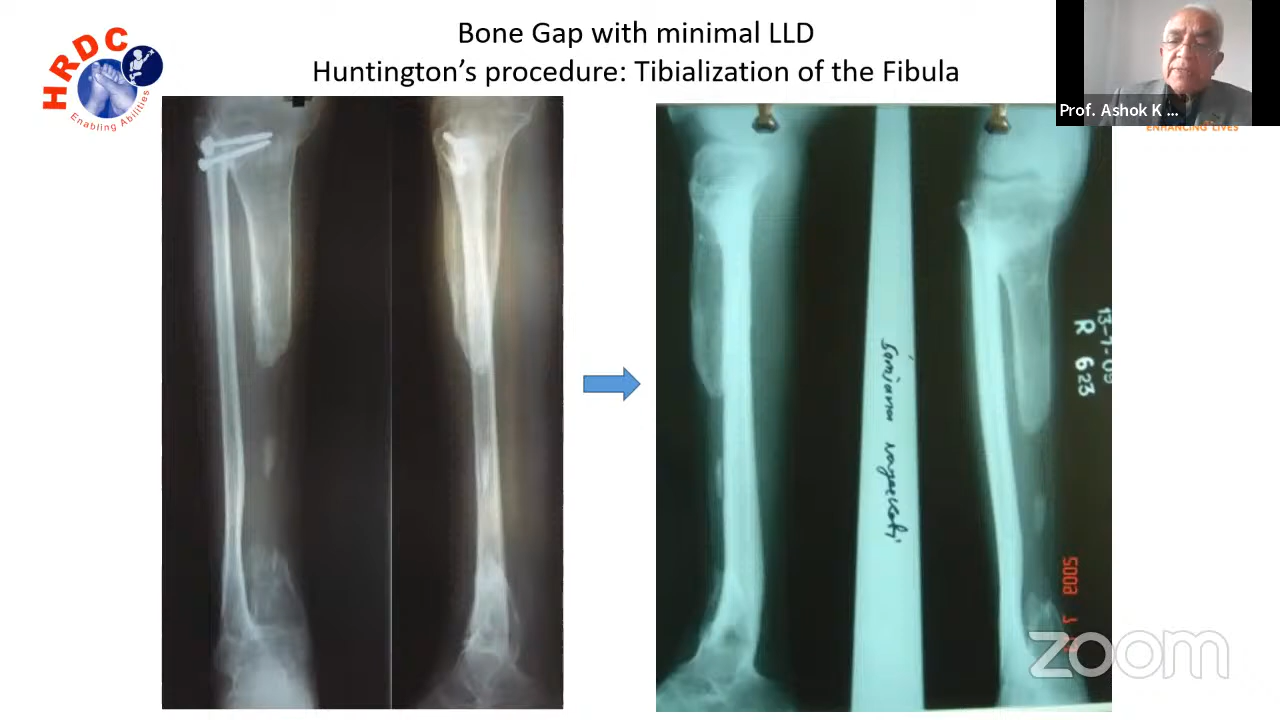 Bone Gap with minimal LLD
Huntington's procedure: Tibialization of the Fibula
HRDC
Enabling Abilities
Prof. Ashok K ...
ENHANCING LIVES
R 623
zoom